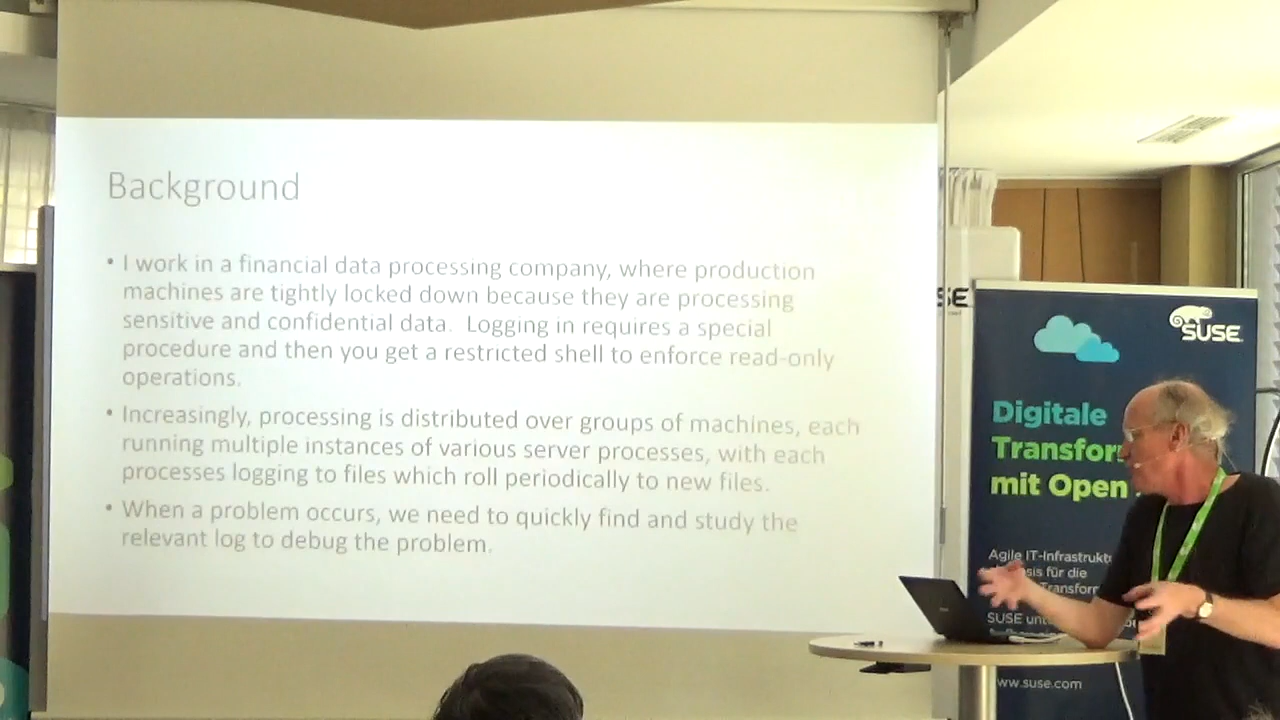 Background
• I work in a financial data processing company, where production
machines are tightly locked down because they are processing
sensitive and confidential data. Logging in requires a special
procedure and then you get a restricted shell to enforce read-only
operations.
• Increasingly, processing is distributed over groups of machines, each
running multiple instances of various server processes, with each
processes logging to files which roll periodically to new files.
• When a problem occurs, we need to quickly find and study the
relevant log to debug the problem.
SE
SUSE
Digitale
mit Open
Agile
für die
SUSE
www.suse.com